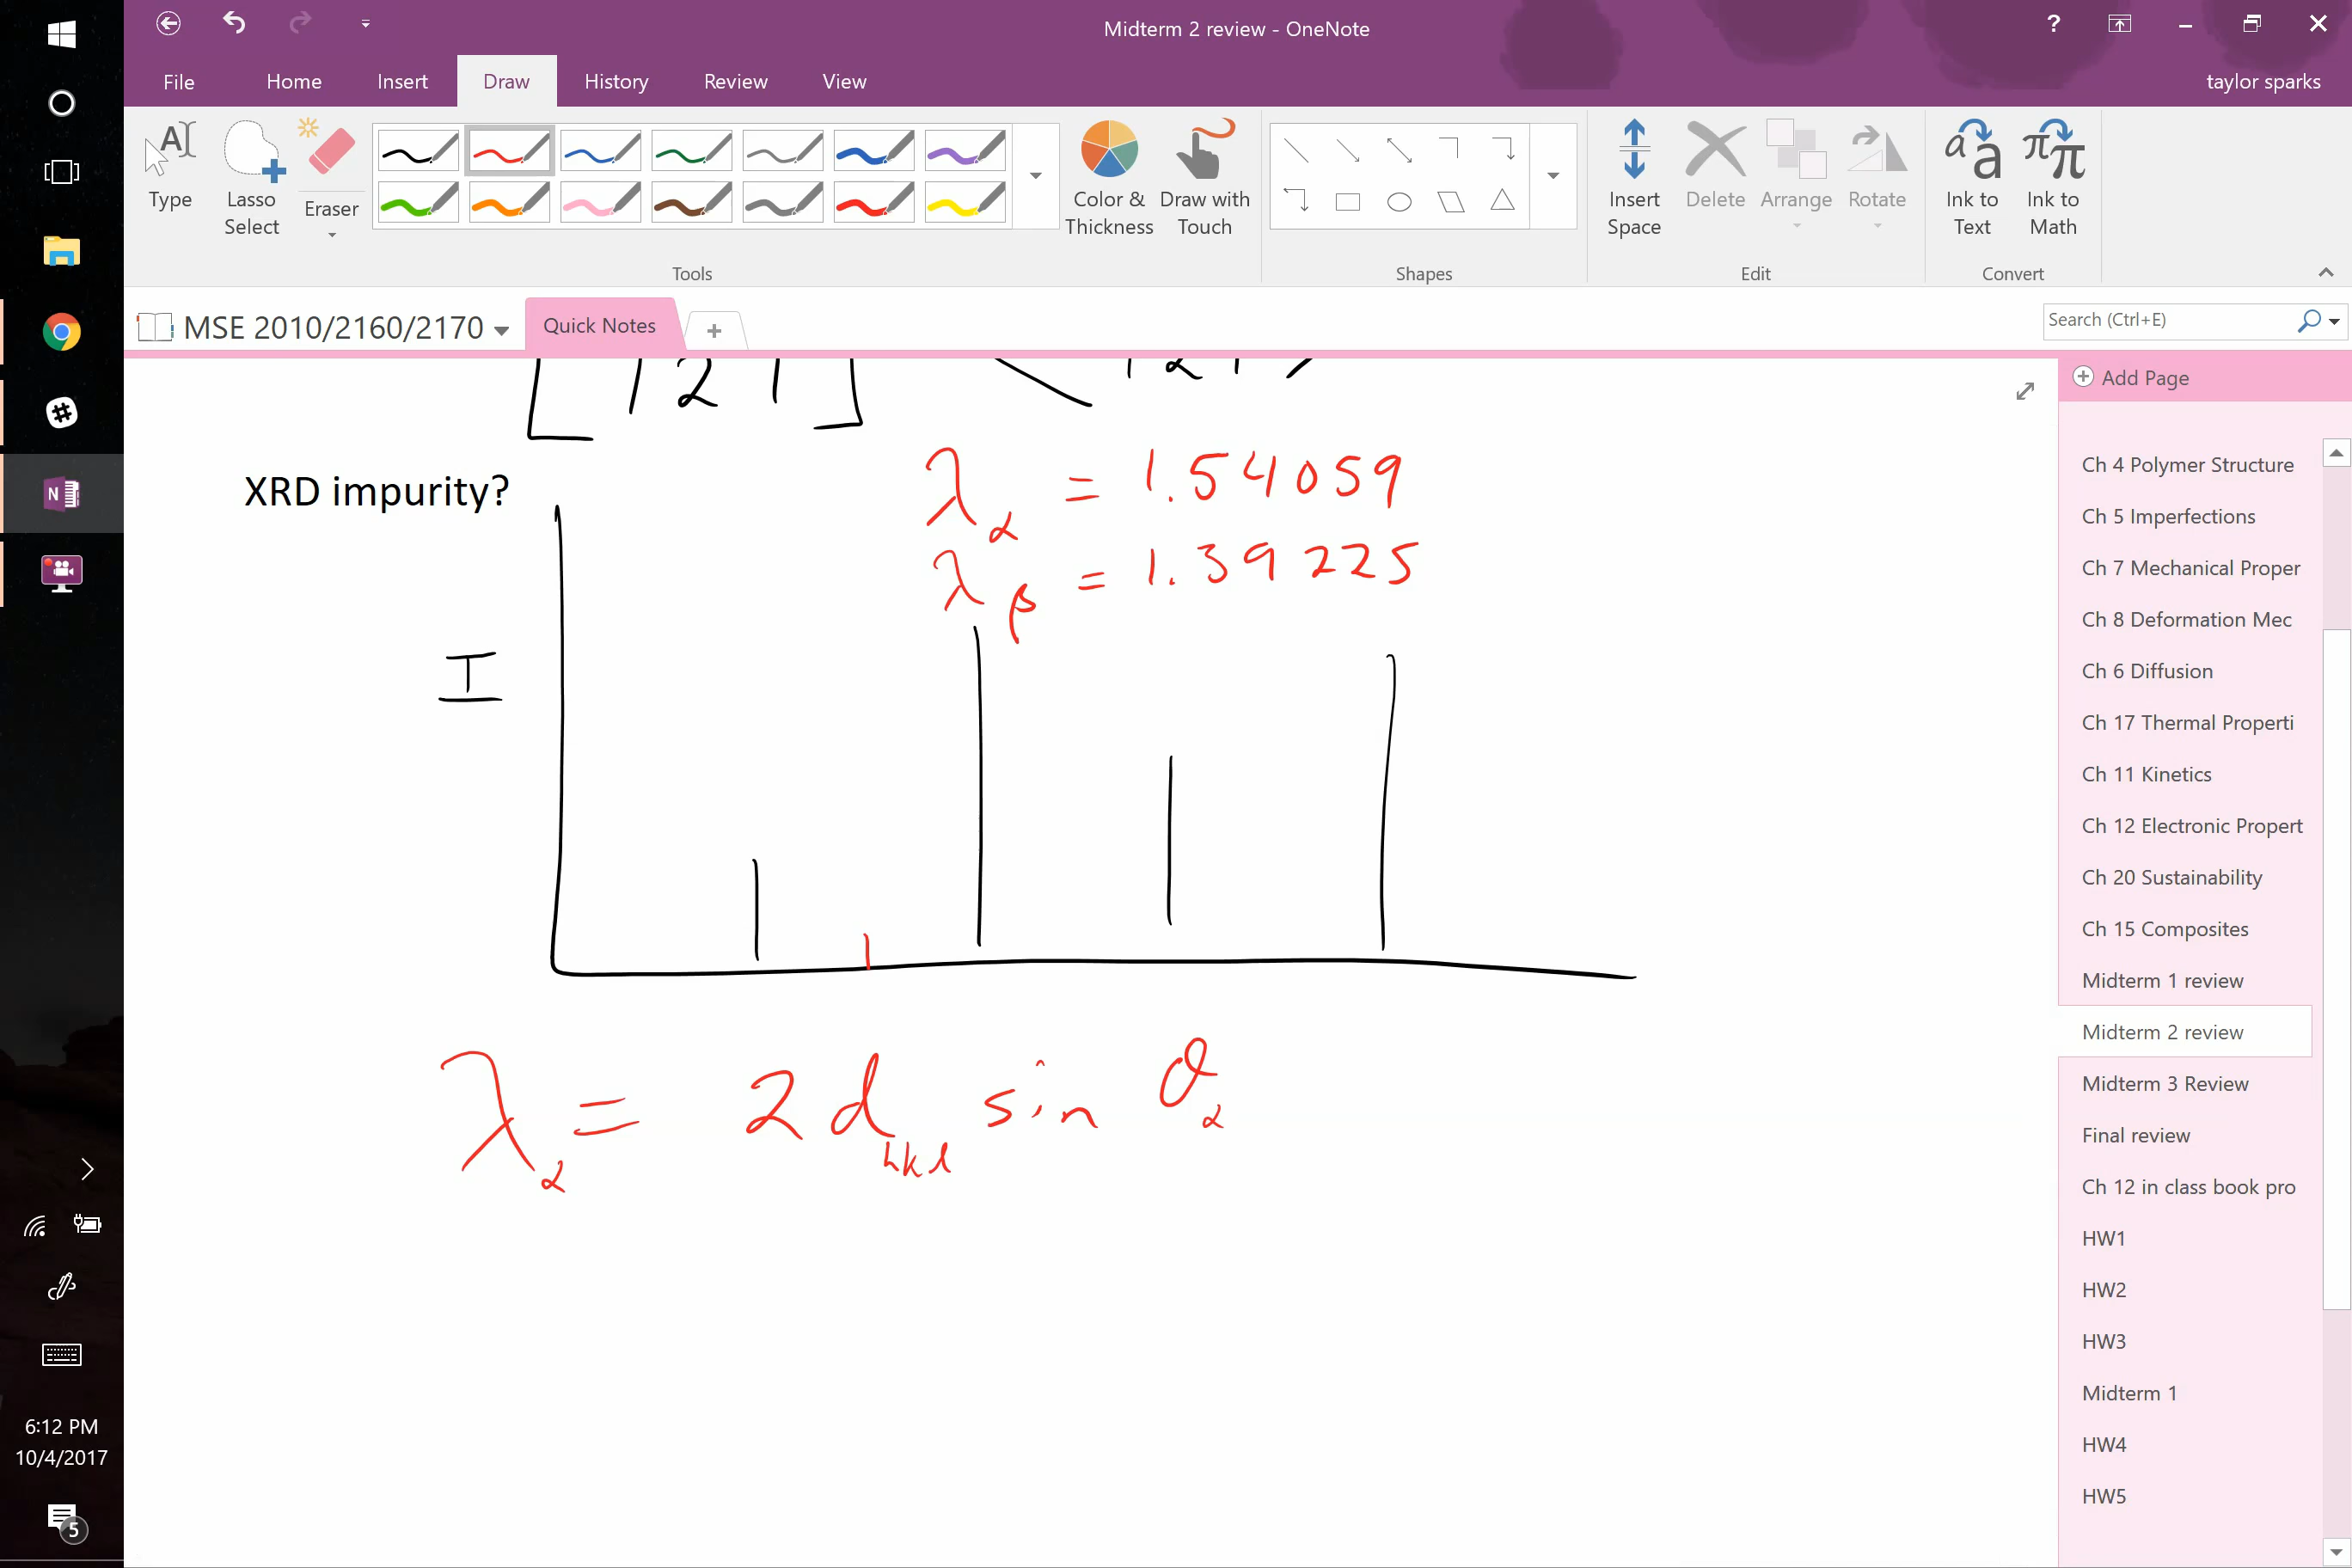 Midterm 2 review - OneNote
?
File Home Insert Draw History Review View
taylor sparks
Type
Lasso Select
Eraser
Color & Thickness
Draw with Touch
Insert Space
Delete
Arrange
Rotate
Ink to Text
Ink to Math
Tools
Shapes
Edit
Convert
MSE 2010/2160/2170
Quick Notes
Search (Ctrl+E)
[121] <121>
XRD impurity?
λα = 1.54059
λβ = 1.39225
I
λα = 2 dhkl sin θα
Add Page
Ch 4 Polymer Structure
Ch 5 Imperfections
Ch 7 Mechanical Proper
Ch 8 Deformation Mec
Ch 6 Diffusion
Ch 17 Thermal Properti
Ch 11 Kinetics
Ch 12 Electronic Propert
Ch 20 Sustainability
Ch 15 Composites
Midterm 1 review
Midterm 2 review
Midterm 3 Review
Final review
Ch 12 in class book pro
HW1
HW2
HW3
Midterm 1
HW4
HW5
6:12 PM
10/4/2017
5